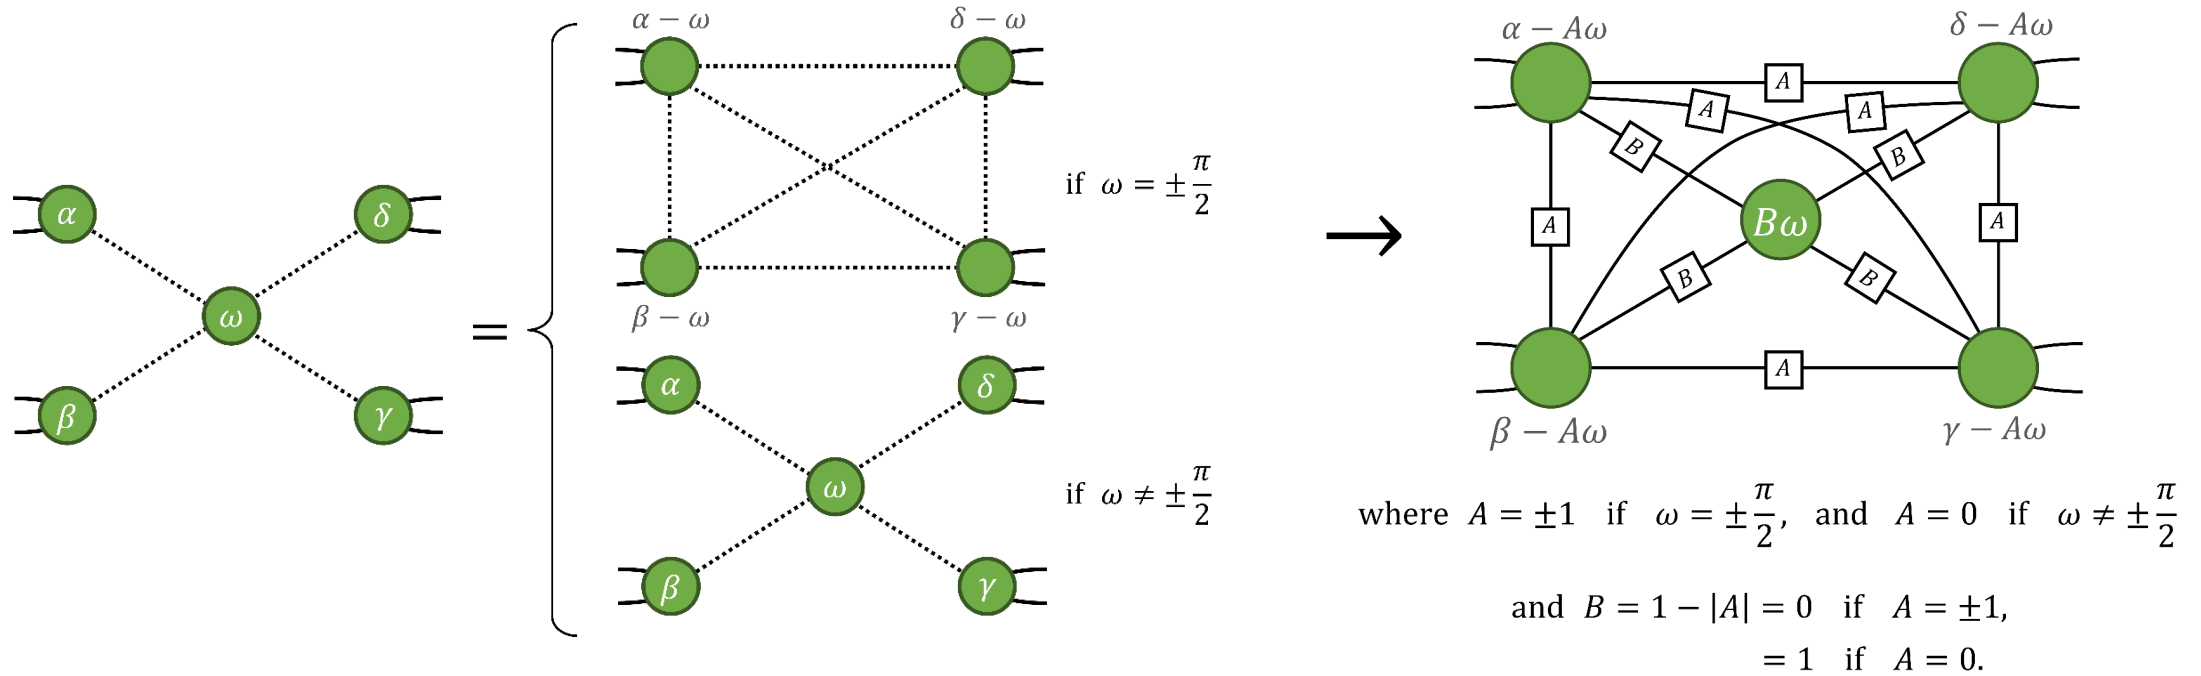 α
δ
ω
β
γ
=
α − ω
δ − ω
β − ω
γ − ω
if ω = ± π/2
α
δ
ω
β
γ
if ω ≠ ± π/2
→
α − Aω
δ − Aω
A
A
A
B
B
Bω
A
A
B
B
A
β − Aω
γ − Aω
where A = ±1 if ω = ± π/2, and A = 0 if ω ≠ ± π/2
and B = 1 − |A| = 0 if A = ±1,
= 1 if A = 0.